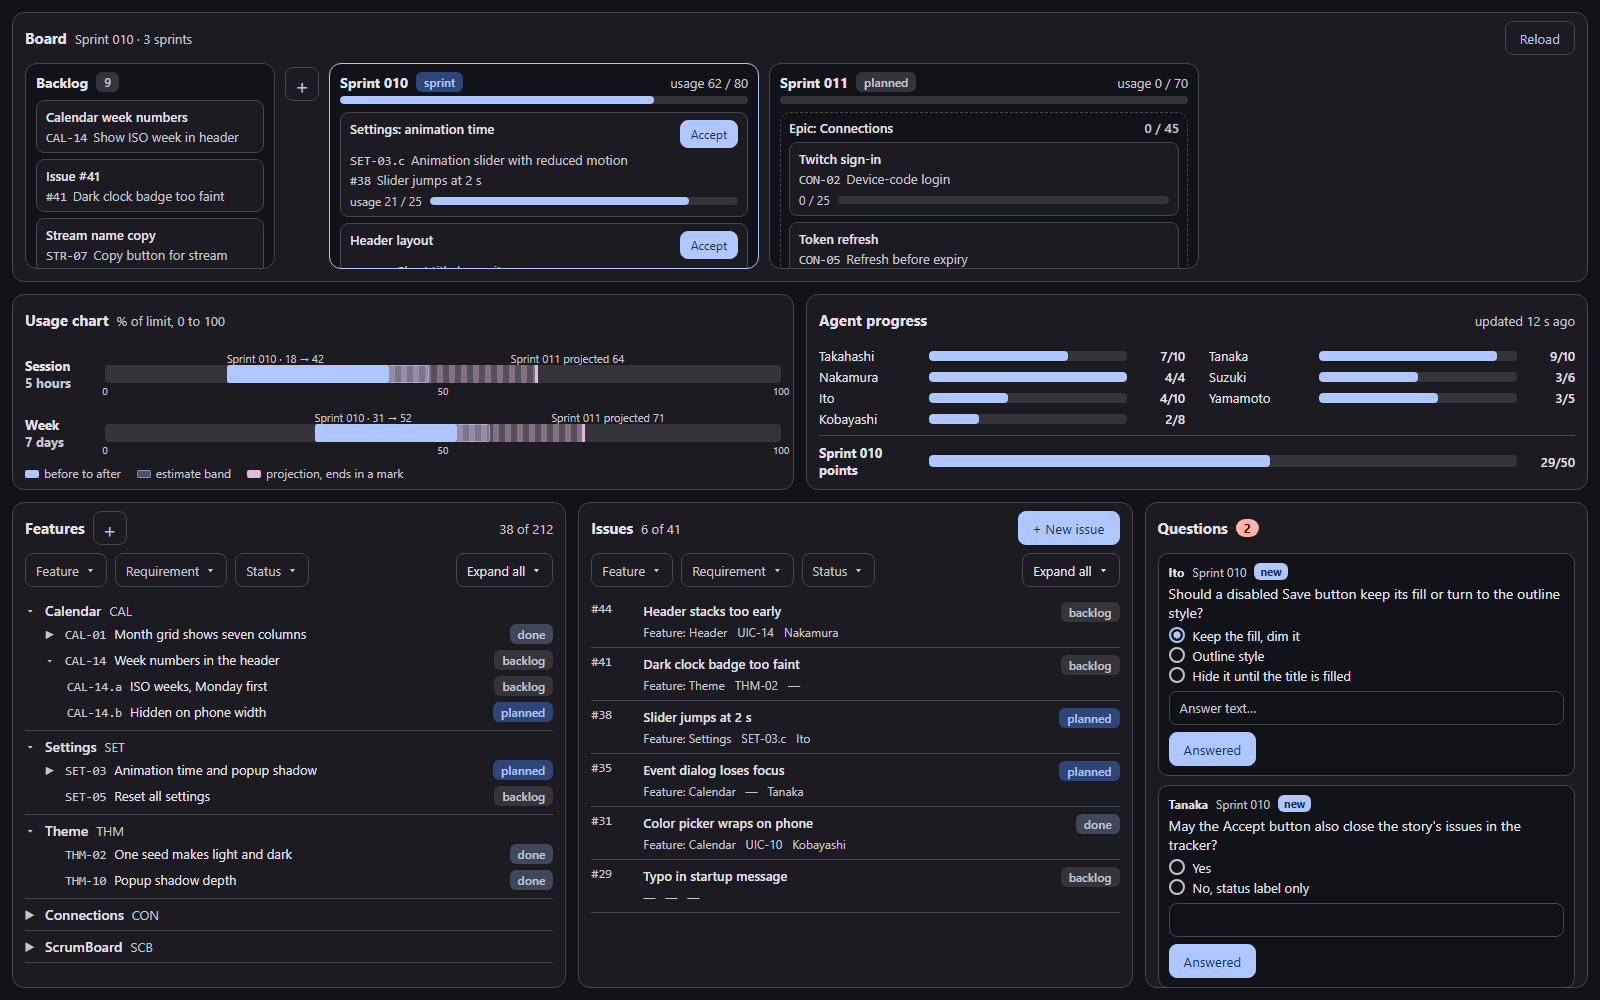 Board Sprint 010 · 3 sprints
Reload
Backlog 9
Calendar week numbers
CAL-14 Show ISO week in header
Issue #41
#41 Dark clock badge too faint
Stream name copy
STR-07 Copy button for stream
+
Sprint 010 sprint usage 62 / 80
Settings: animation time
Accept
SET-03.c Animation slider with reduced motion
#38 Slider jumps at 2 s
usage 21 / 25
Header layout
Accept
Sprint 011 planned usage 0 / 70
Epic: Connections 0 / 45
Twitch sign-in
CON-02 Device-code login
0 / 25
Token refresh
CON-05 Refresh before expiry
Usage chart % of limit, 0 to 100
Sprint 010 · 18 → 42 Sprint 011 projected 64
Session
5 hours
0 50 100
Sprint 010 · 31 → 52 Sprint 011 projected 71
Week
7 days
0 50 100
before to after estimate band projection, ends in a mark
Agent progress updated 12 s ago
Takahashi 7/10 Tanaka 9/10
Nakamura 4/4 Suzuki 3/6
Ito 4/10 Yamamoto 3/5
Kobayashi 2/8
Sprint 010
points
29/50
Features + 38 of 212
Feature Requirement Status Expand all
Calendar CAL
CAL-01 Month grid shows seven columns done
CAL-14 Week numbers in the header backlog
CAL-14.a ISO weeks, Monday first backlog
CAL-14.b Hidden on phone width planned
Settings SET
SET-03 Animation time and popup shadow planned
SET-05 Reset all settings backlog
Theme THM
THM-02 One seed makes light and dark done
THM-10 Popup shadow depth done
Connections CON
ScrumBoard SCB
Issues 6 of 41 + New issue
Feature Requirement Status Expand all
#44 Header stacks too early backlog
Feature: Header UIC-14 Nakamura
#41 Dark clock badge too faint backlog
Feature: Theme THM-02 —
#38 Slider jumps at 2 s planned
Feature: Settings SET-03.c Ito
#35 Event dialog loses focus planned
Feature: Calendar — Tanaka
#31 Color picker wraps on phone done
Feature: Calendar UIC-10 Kobayashi
#29 Typo in startup message backlog
— — —
Questions 2
Ito Sprint 010 new
Should a disabled Save button keep its fill or turn to the outline
style?
Keep the fill, dim it
Outline style
Hide it until the title is filled
Answer text...
Answered
Tanaka Sprint 010 new
May the Accept button also close the story's issues in the
tracker?
Yes
No, status label only
Answered